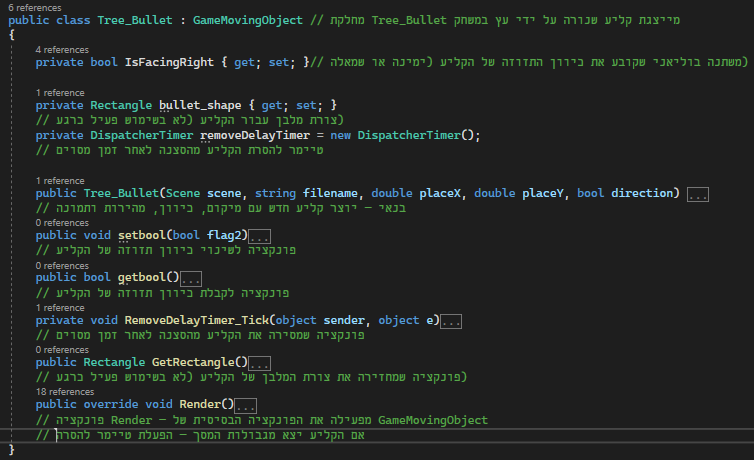 6 references
public class Tree_Bullet : GameMovingObject // מחלקת Tree_Bullet מייצגת קליע שנורה על ידי עץ במשחק
{
4 references
private bool IsFacingRight { get; set; }// משתנה בוליאני שקובע את כיוון התזוזה של הקליע (ימינה או שמאלה)
1 reference
private Rectangle bullet_shape { get; set; }
// צורת מלבן עבור הקליע (לא בשימוש פעיל כרגע)
private DispatcherTimer removeDelayTimer = new DispatcherTimer();
// טיימר להסרת הקליע מהסצנה לאחר זמן מסוים
1 reference
public Tree_Bullet(Scene scene, string filename, double placeX, double placeY, bool direction) ...
// בנאי – יוצר קליע חדש עם מיקום, כיוון, מהירות ותמונה
0 references
public void setbool(bool flag2)...
// פונקציה לשינוי כיוון תזוזה של הקליע
0 references
public bool getbool()...
// פונקציה לקבלת כיוון תזוזה של הקליע
1 reference
private void RemoveDelayTimer_Tick(object sender, object e)...
// פונקציה שמסירה את הקליע מהסצנה לאחר זמן מסוים
0 references
public Rectangle GetRectangle()...
// פונקציה שמחזירה את צורת המלבן של הקליע (לא בשימוש פעיל כרגע)
18 references
public override void Render()...
// פונקציה Render – מפעילה את הפונקציה הבסיסית של GameMovingObject
// אם הקליע יצא מגבולות המסך – הפעלת טיימר להסרה
}